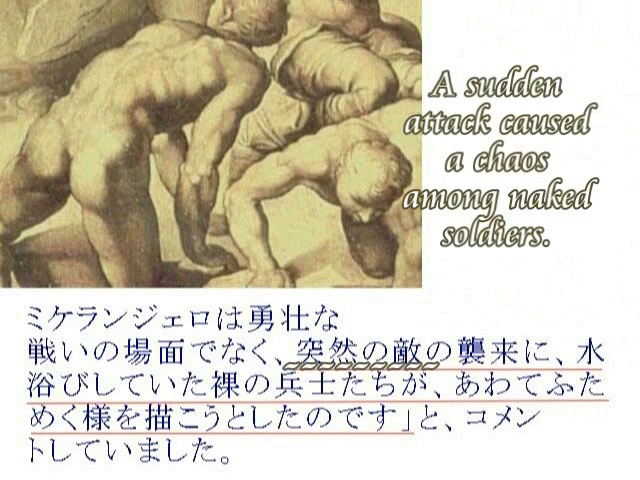 A sudden
attack caused
a chaos
among naked
soldiers.
ミケランジェロは勇壮な
戦いの場面でなく、突然の敵の襲来に、水
浴びしていた裸の兵士たちが、あわてふた
めく様を描こうとしたのです」と、コメン
トしていました。